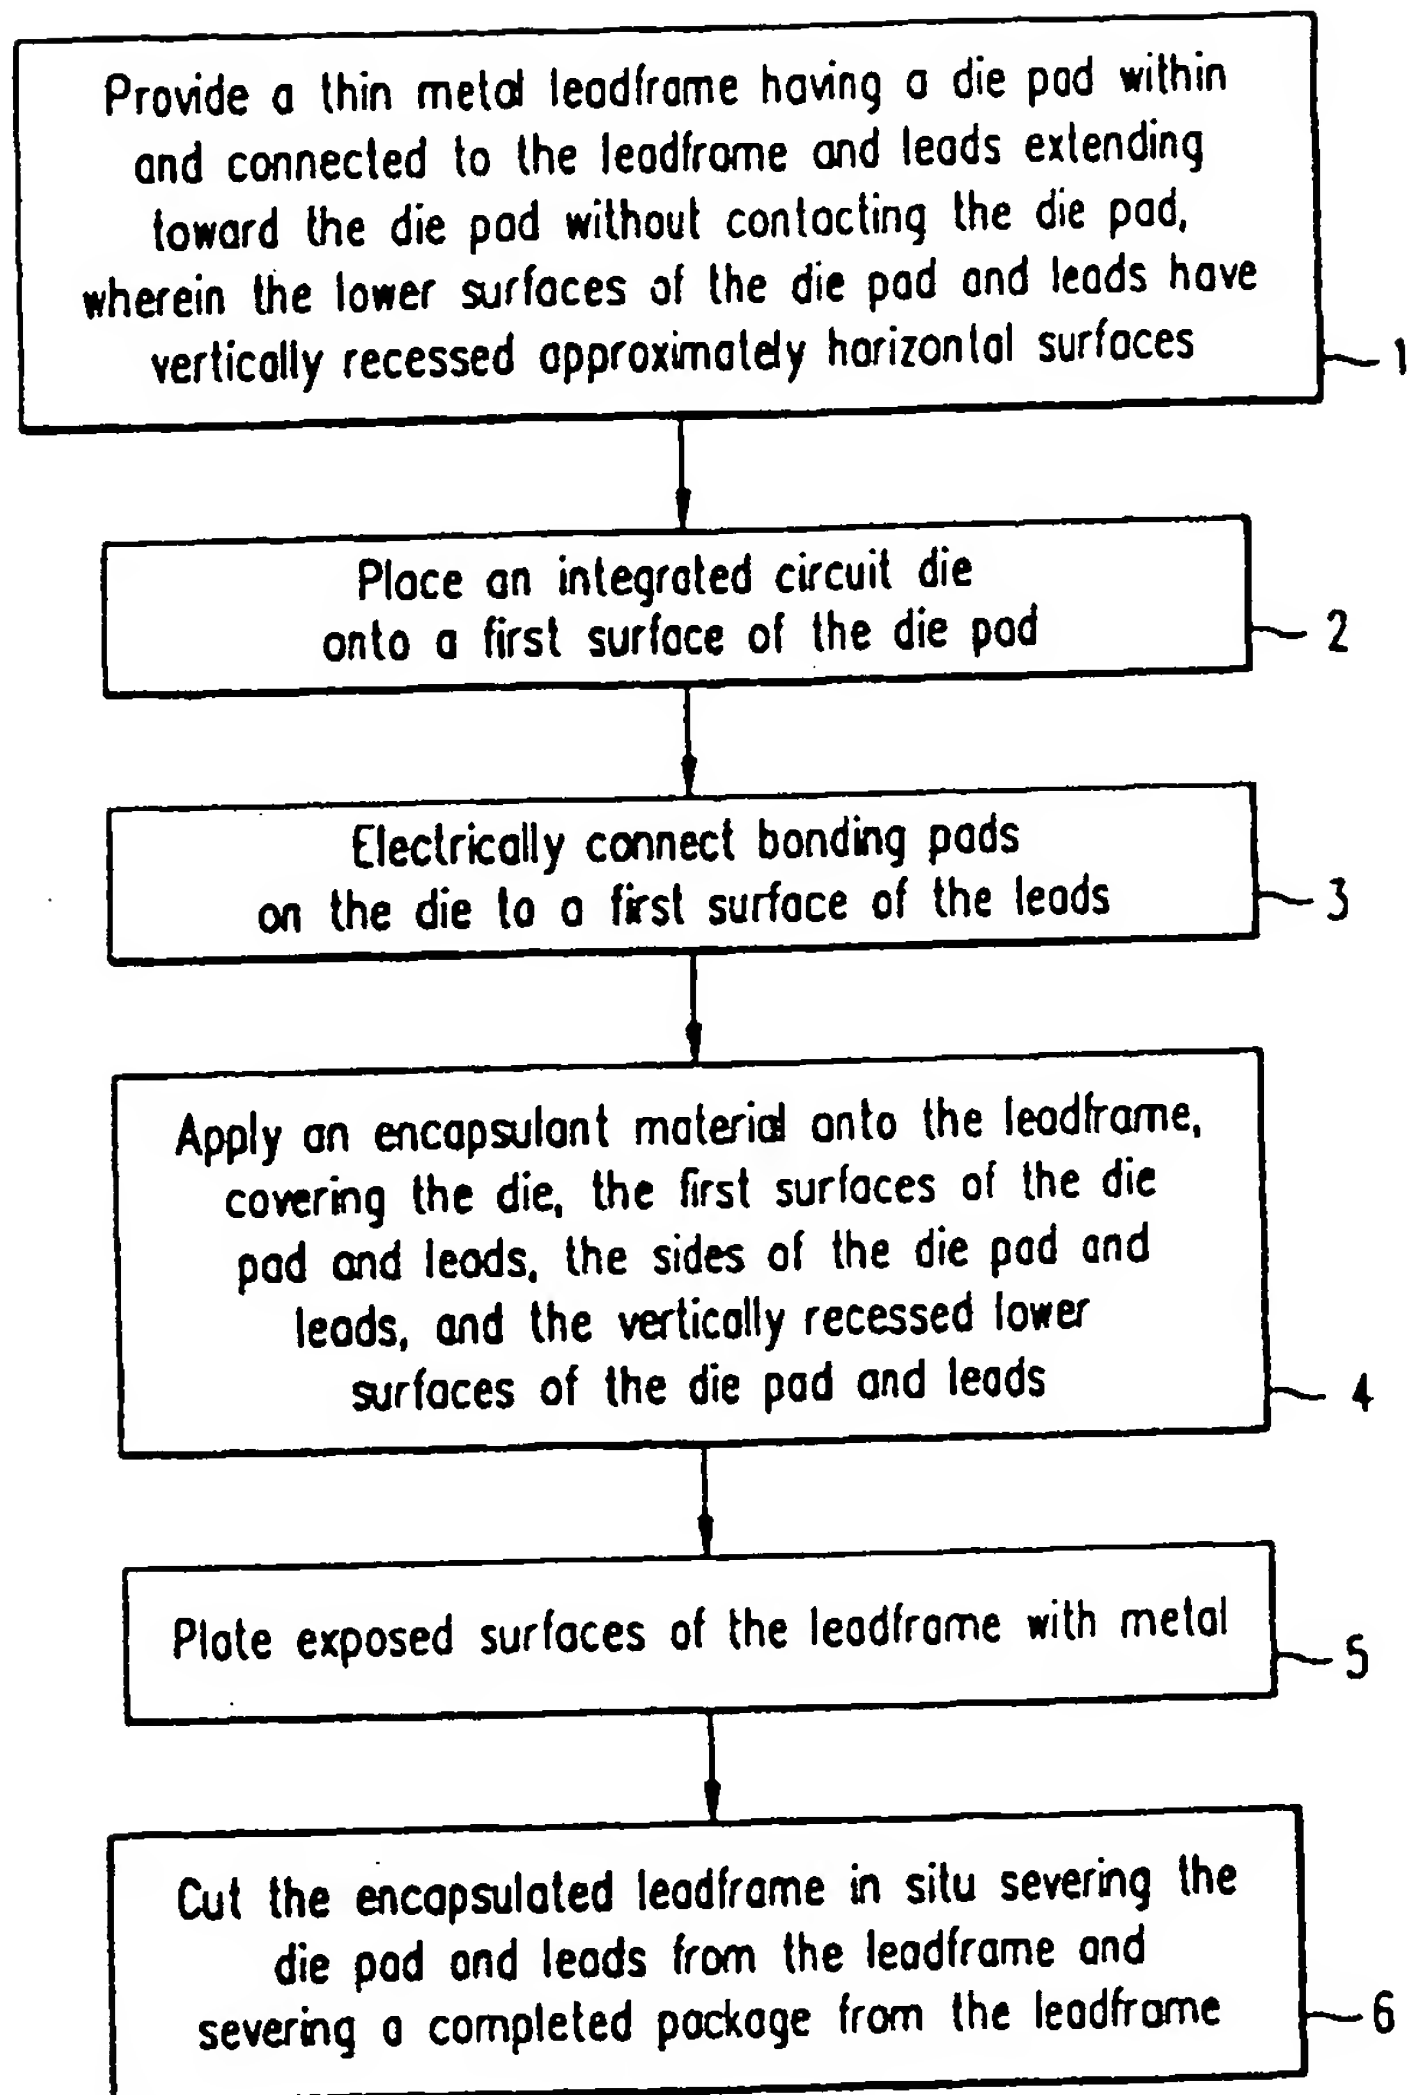 Provide a thin metal leadframe having a die pad within
and connected to the leadframe and leads extending
toward the die pad without contacting the die pad,
wherein the lower surfaces of the die pad and leads have
vertically recessed approximately horizontal surfaces
1
Place an integrated circuit die
onto a first surface of the die pad
2
Electrically connect bonding pads
on the die to a first surface of the leads
3
Apply an encapsulant material onto the leadframe,
covering the die, the first surfaces of the die
pad and leads, the sides of the die pad and
leads, and the vertically recessed lower
surfaces of the die pad and leads
4
Plate exposed surfaces of the leadframe with metal
5
Cut the encapsulated leadframe in situ severing the
die pad and leads from the leadframe and
severing a completed package from the leadframe
6